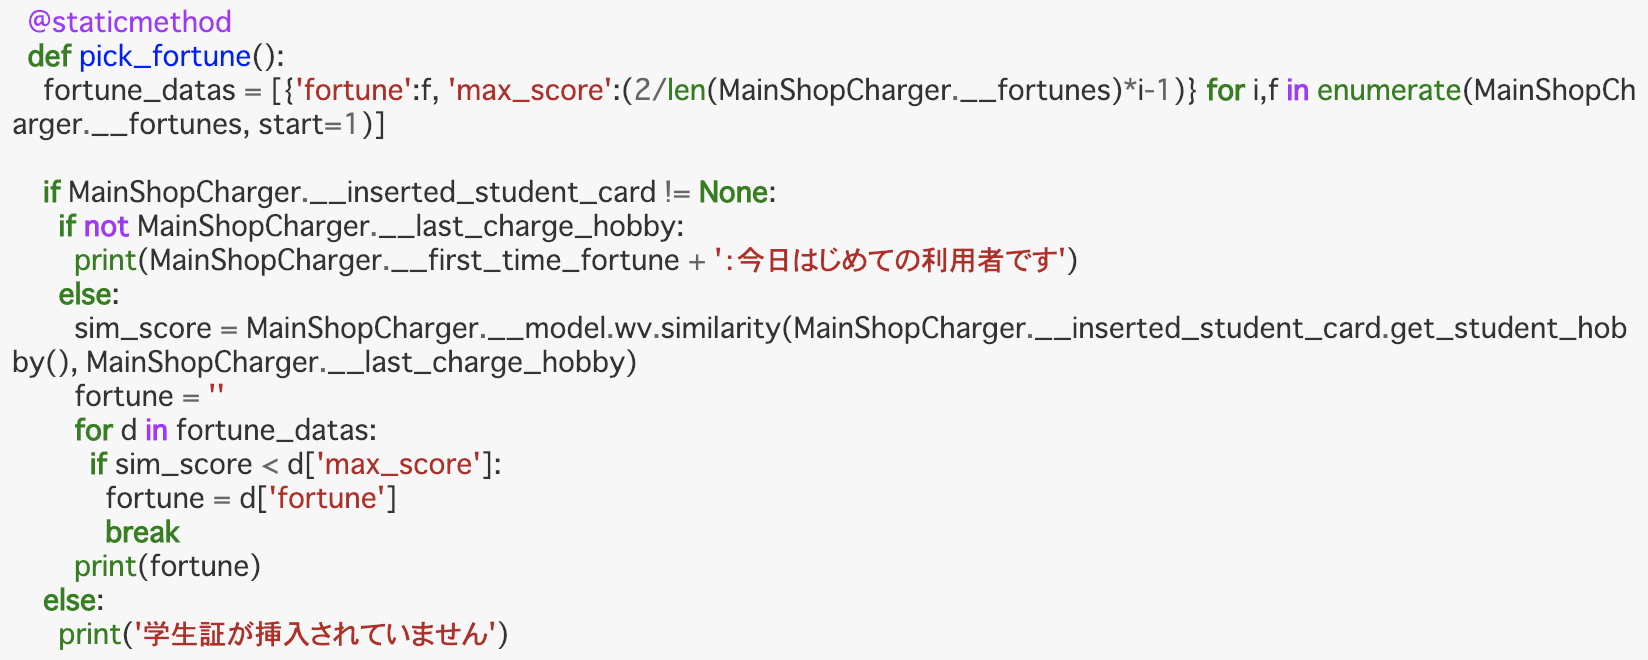 @staticmethod
def pick_fortune():
fortune_datas = [{'fortune':f, 'max_score':(2/len(MainShopCharger.__fortunes)*i-1)} for i,f in enumerate(MainShopCh
arger.__fortunes, start=1)]
if MainShopCharger.__inserted_student_card != None:
if not MainShopCharger.__last_charge_hobby:
print(MainShopCharger.__first_time_fortune + '：今日はじめての利用者です')
else:
sim_score = MainShopCharger.__model.wv.similarity(MainShopCharger.__inserted_student_card.get_student_hob
by(), MainShopCharger.__last_charge_hobby)
fortune = ''
for d in fortune_datas:
if sim_score < d['max_score']:
fortune = d['fortune']
break
print(fortune)
else:
print('学生証が挿入されていません')